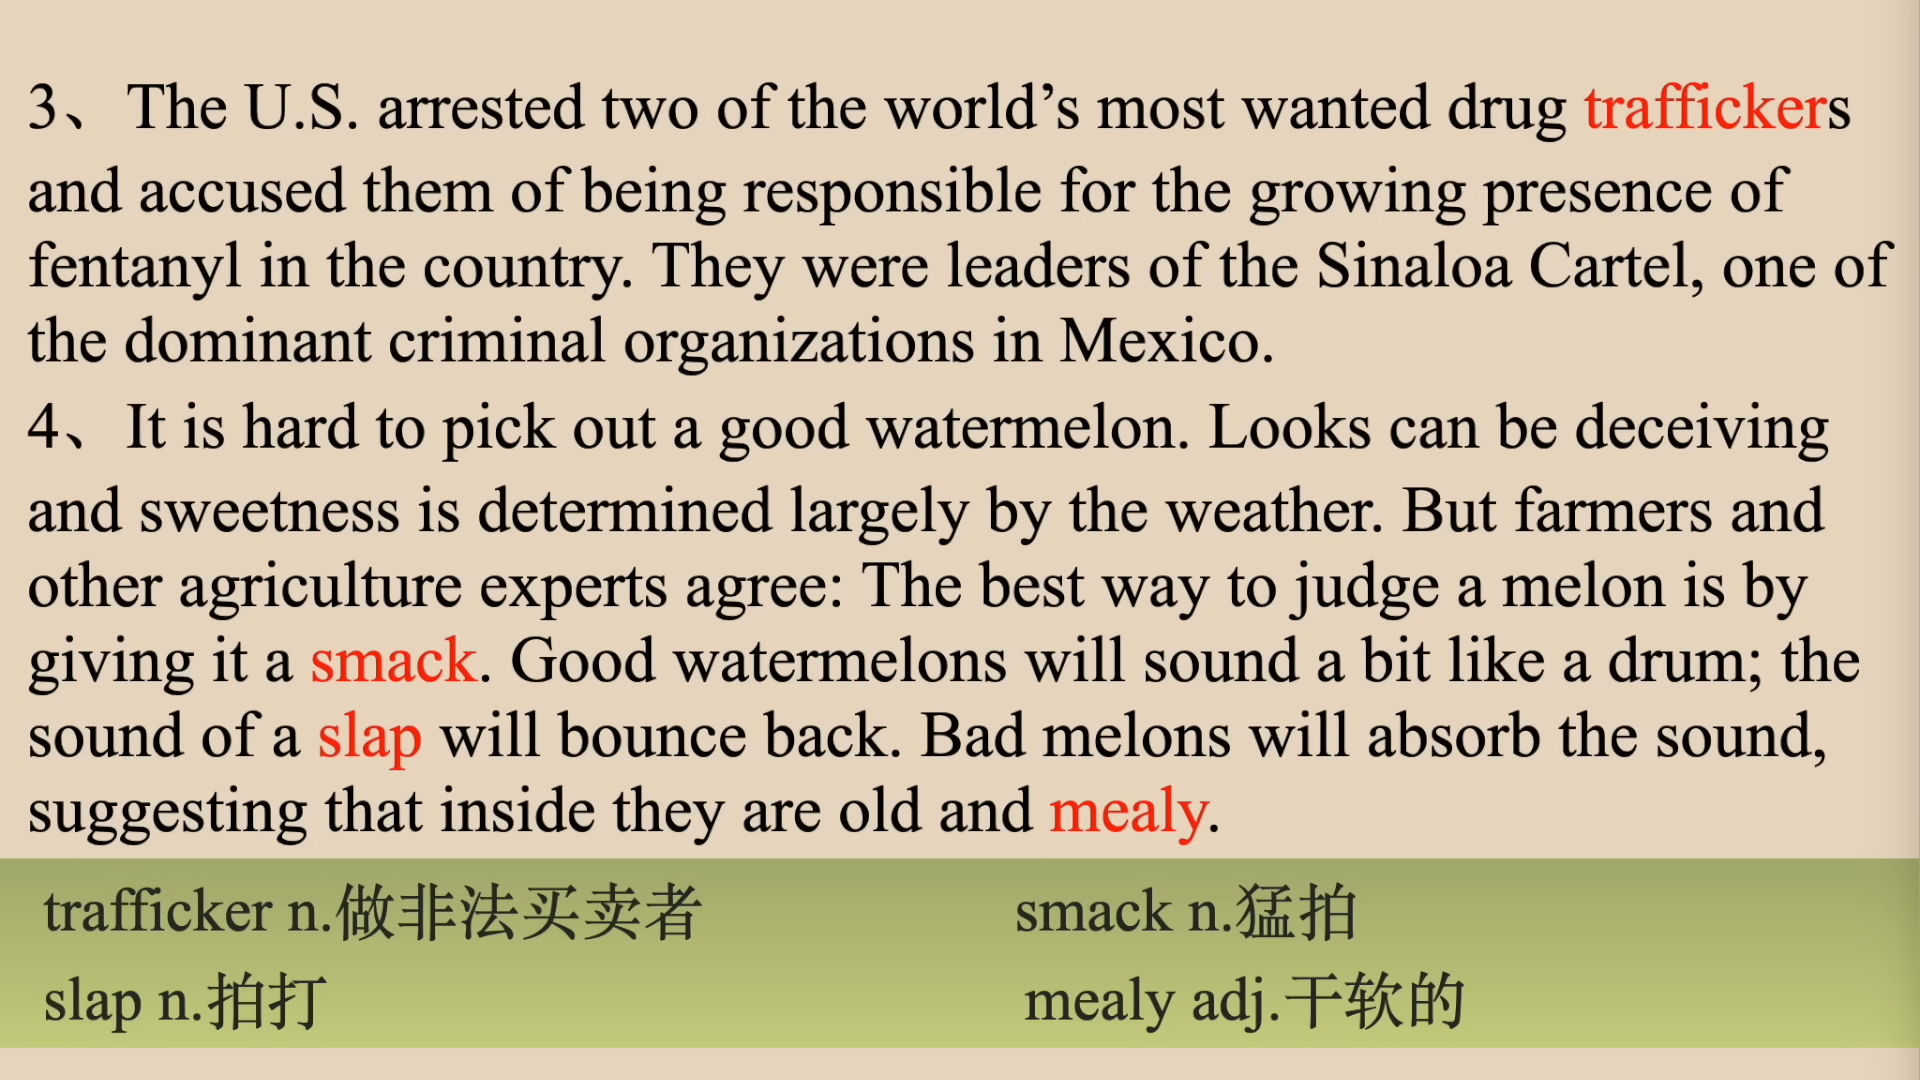 3、The U.S. arrested two of the world’s most wanted drug traffickers
and accused them of being responsible for the growing presence of
fentanyl in the country. They were leaders of the Sinaloa Cartel, one of
the dominant criminal organizations in Mexico.
4、It is hard to pick out a good watermelon. Looks can be deceiving
and sweetness is determined largely by the weather. But farmers and
other agriculture experts agree: The best way to judge a melon is by
giving it a smack. Good watermelons will sound a bit like a drum; the
sound of a slap will bounce back. Bad melons will absorb the sound,
suggesting that inside they are old and mealy.
trafficker n.做非法买卖者 smack n.猛拍
slap n.拍打 mealy adj.干软的